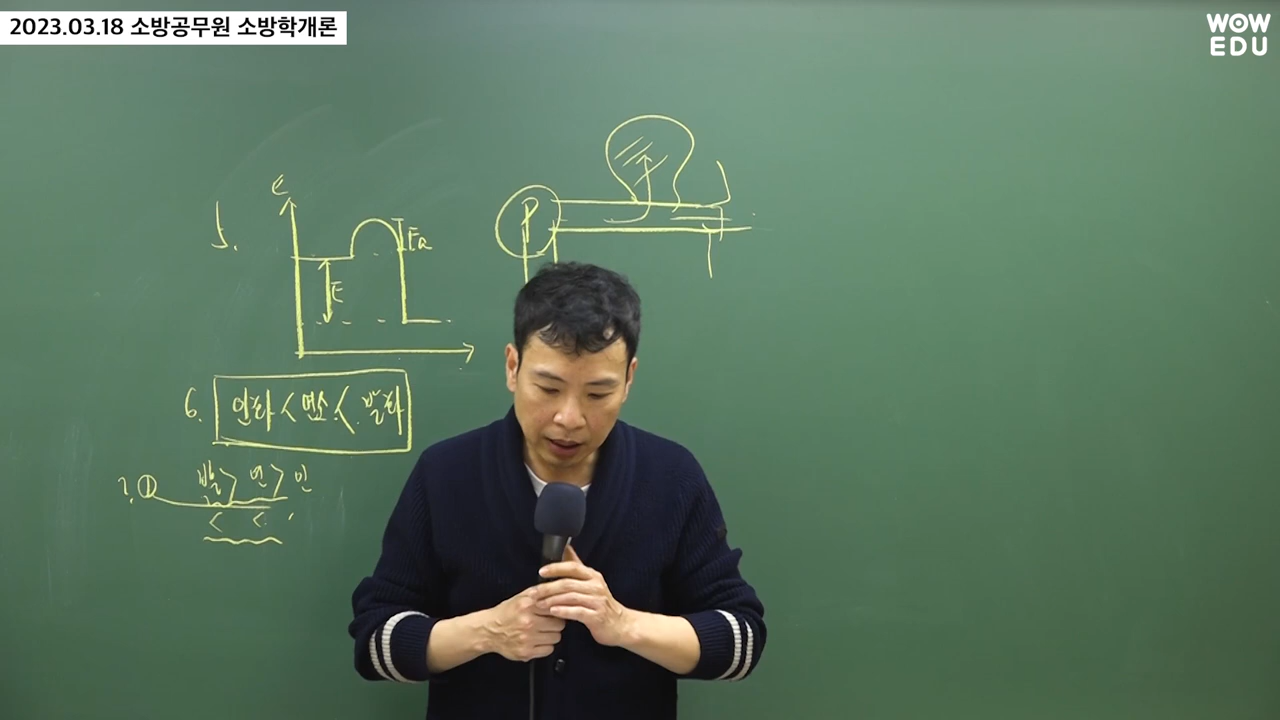 2023.03.18 소방공무원 소방학개론
WOW
EDU
5.
e
Ea
E
P
6. 인화 < 연소 < 발화
?. ① 발 > 연 > 인
< <